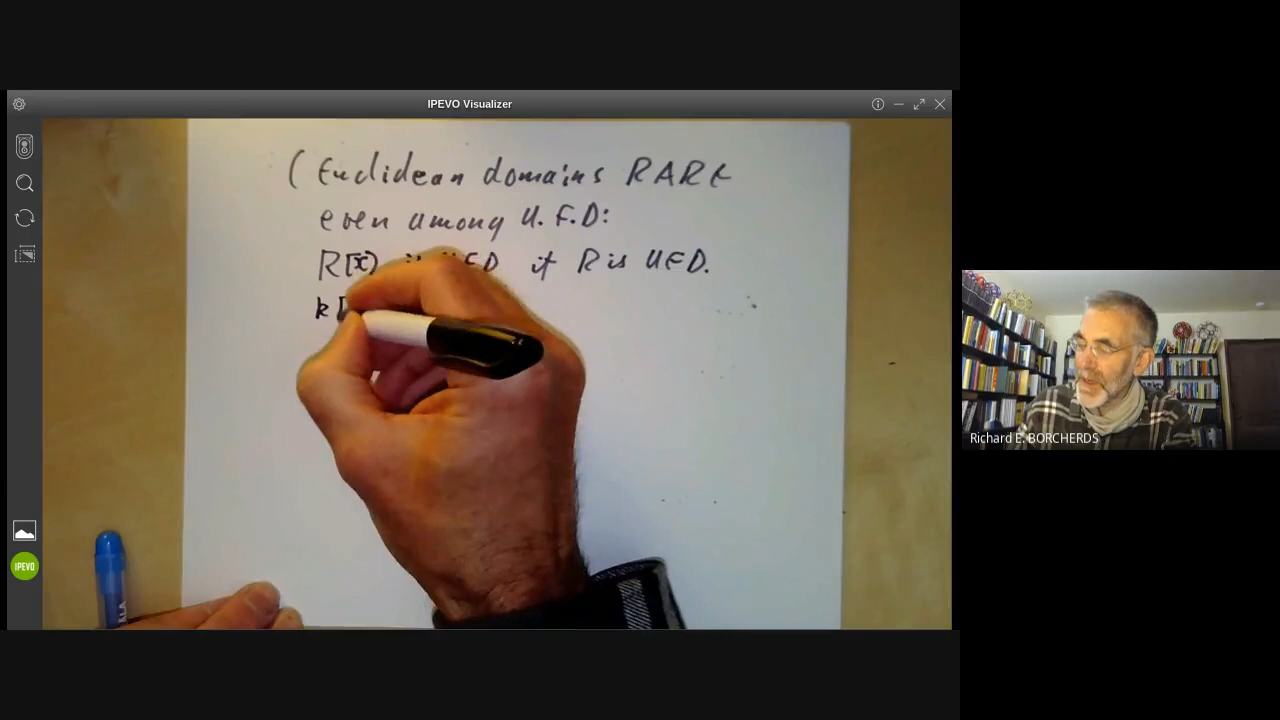 IPEVO Visualizer
( Euclidean domains RARE
even among U.F.D:
R[x] is UFD if R is UFD.
k[
IPEVO
Richard E. BORCHERDS